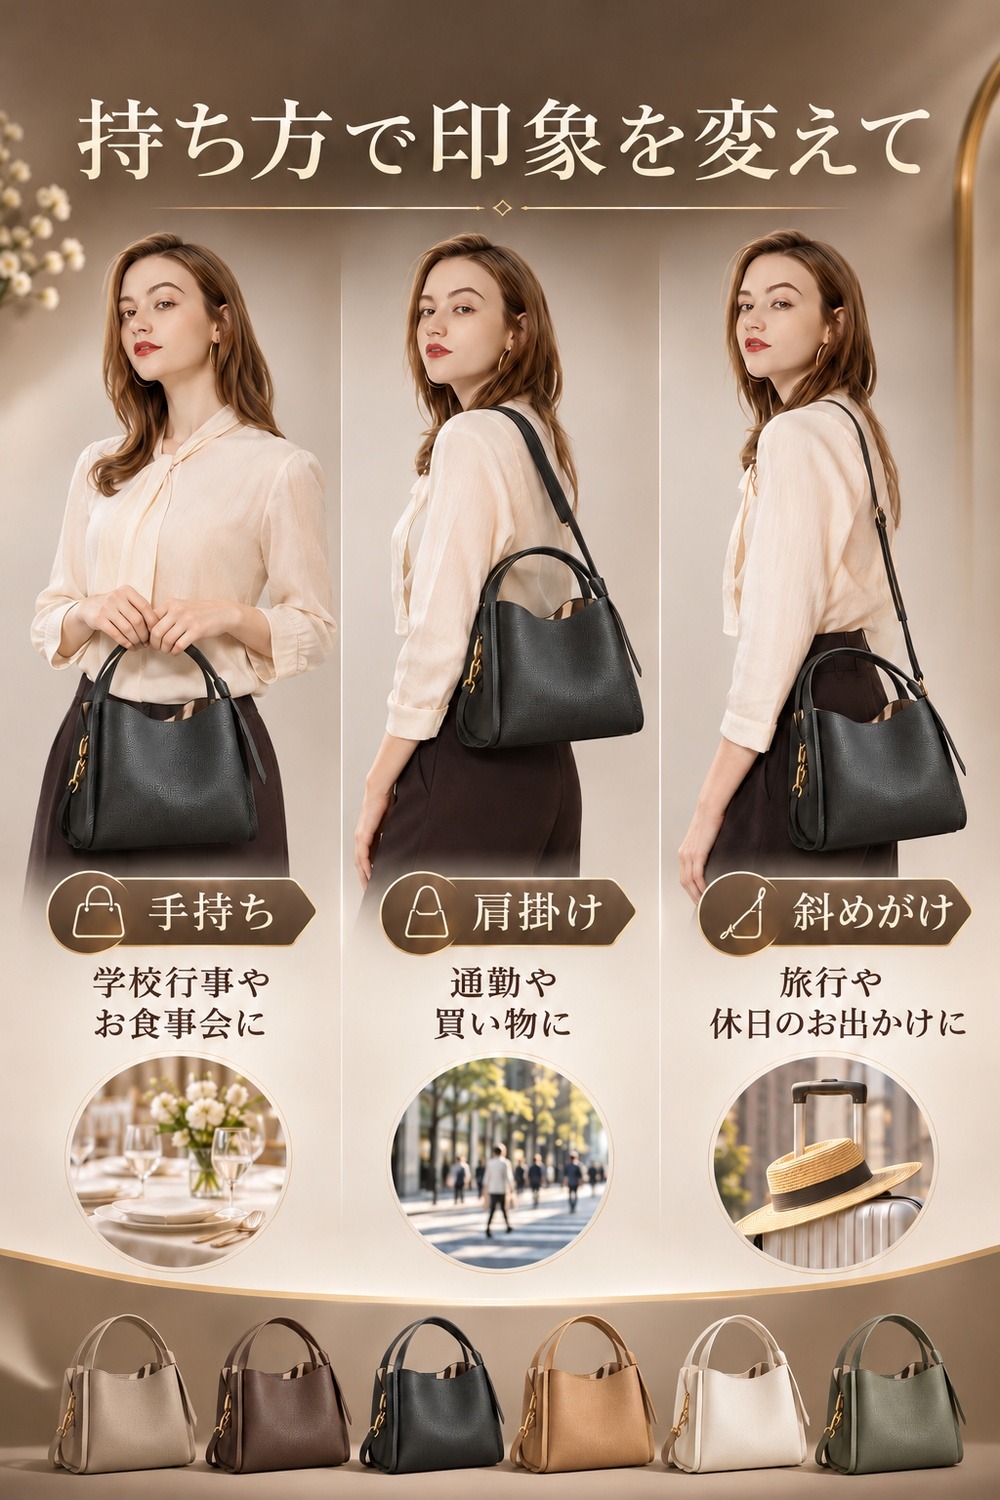 持ち方で印象を変えて
手持ち
学校行事や
お食事会に
肩掛け
通勤や
買い物に
斜めがけ
旅行や
休日のお出かけに